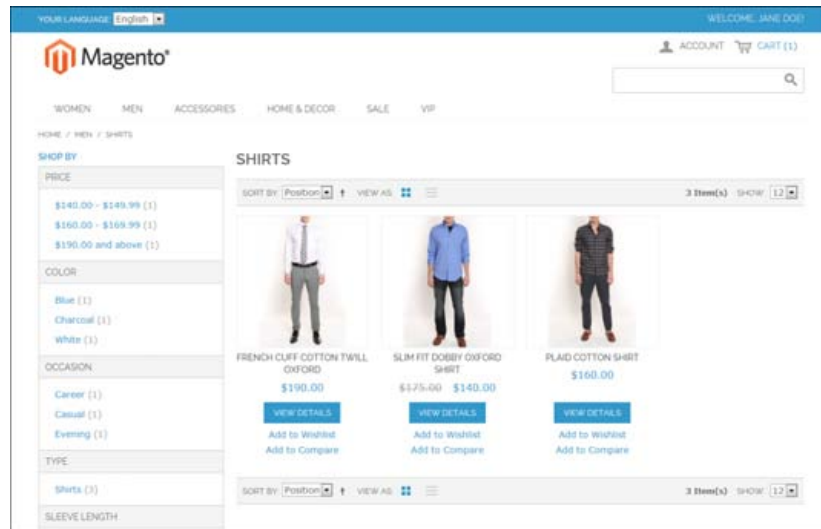 YOUR LANGUAGE: English
WELCOME, JANE DOE!
Magento®
ACCOUNT CART (1)
WOMEN MEN ACCESSORIES HOME & DECOR SALE VIP
HOME / MEN / SHIRTS
SHOP BY
PRICE
$140.00 - $149.99 (1)
$160.00 - $169.99 (1)
$190.00 and above (1)
COLOR
Blue (1)
Charcoal (1)
White (1)
OCCASION
Career (1)
Casual (1)
Evening (1)
TYPE
Shirts (3)
SLEEVE LENGTH
SHIRTS
SORT BY Position VIEW AS 3 Item(s) SHOW 12
FRENCH CUFF COTTON TWILL
OXFORD
$190.00
VIEW DETAILS
Add to Wishlist
Add to Compare
SLIM FIT DOBBY OXFORD
SHIRT
$175.00 $140.00
VIEW DETAILS
Add to Wishlist
Add to Compare
PLAID COTTON SHIRT
$160.00
VIEW DETAILS
Add to Wishlist
Add to Compare
SORT BY Position VIEW AS 3 Item(s) SHOW 12